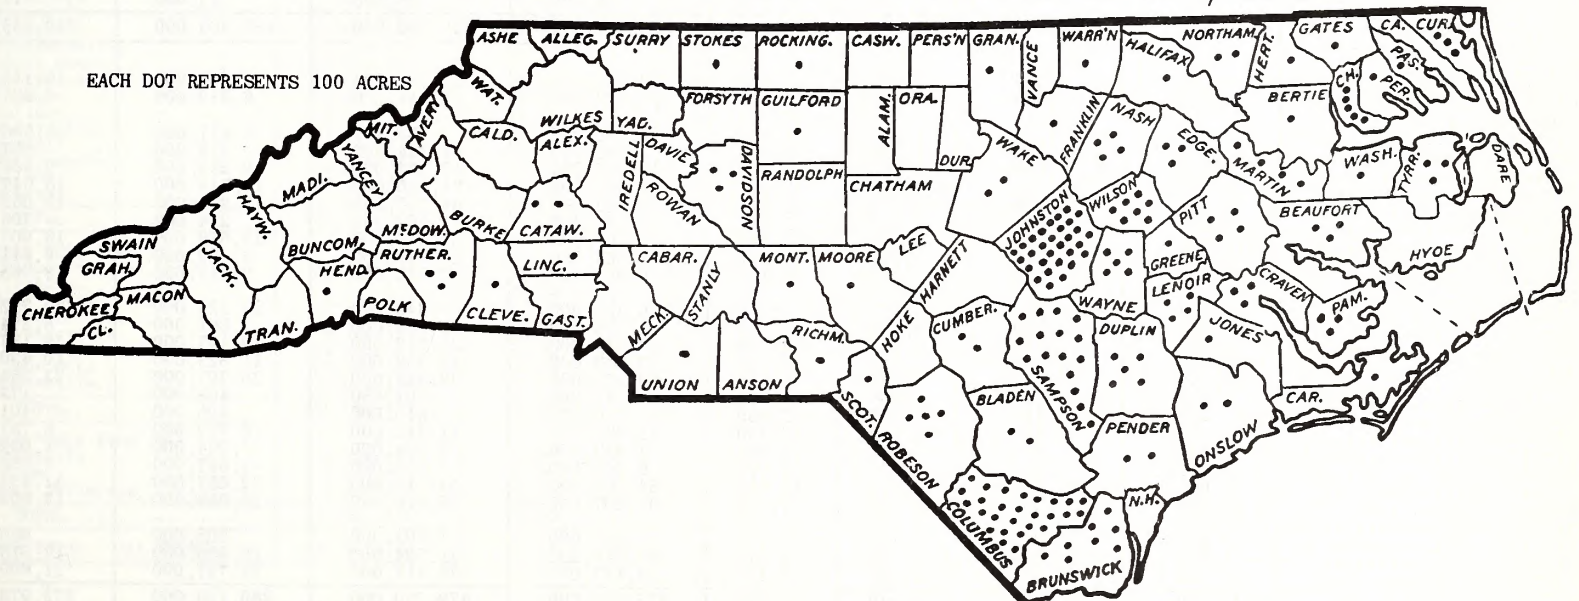 EACH DOT REPRESENTS 100 ACRES
ASHE ALLEG. SURRY STOKES ROCKING. CASW. PERS'N GRAN. VANCE WARR'N HALIFAX NORTHAM. HERT. GATES CA. CUR.
WAT. WILKES YAD. FORSYTH GUILFORD ALAM. ORA. DUR. FRANKLIN NASH EDGE. BERTIE CH. PER. PAS.
MIT. AVERY CALD. ALEX. IREDELL DAVIE DAVIDSON RANDOLPH CHATHAM WAKE WILSON MARTIN WASH. TYRR. DARE
MADI. YANCEY McDOW. BURKE CATAW. ROWAN JOHNSTON PITT BEAUFORT HYDE
SWAIN HAYW. BUNCOM. RUTHER. LINC. CABAR. STANLY MONT. MOORE LEE HARNETT WAYNE GREENE LENOIR CRAVEN PAM.
GRAH. JACK. HEND.
CHEROKEE MACON TRAN. POLK CLEVE. GAST. MECK. RICHM. HOKE CUMBER. SAMPSON DUPLIN JONES
CL. UNION ANSON SCOT. ROBESON BLADEN PENDER ONSLOW CAR.
COLUMBUS N.H.
BRUNSWICK